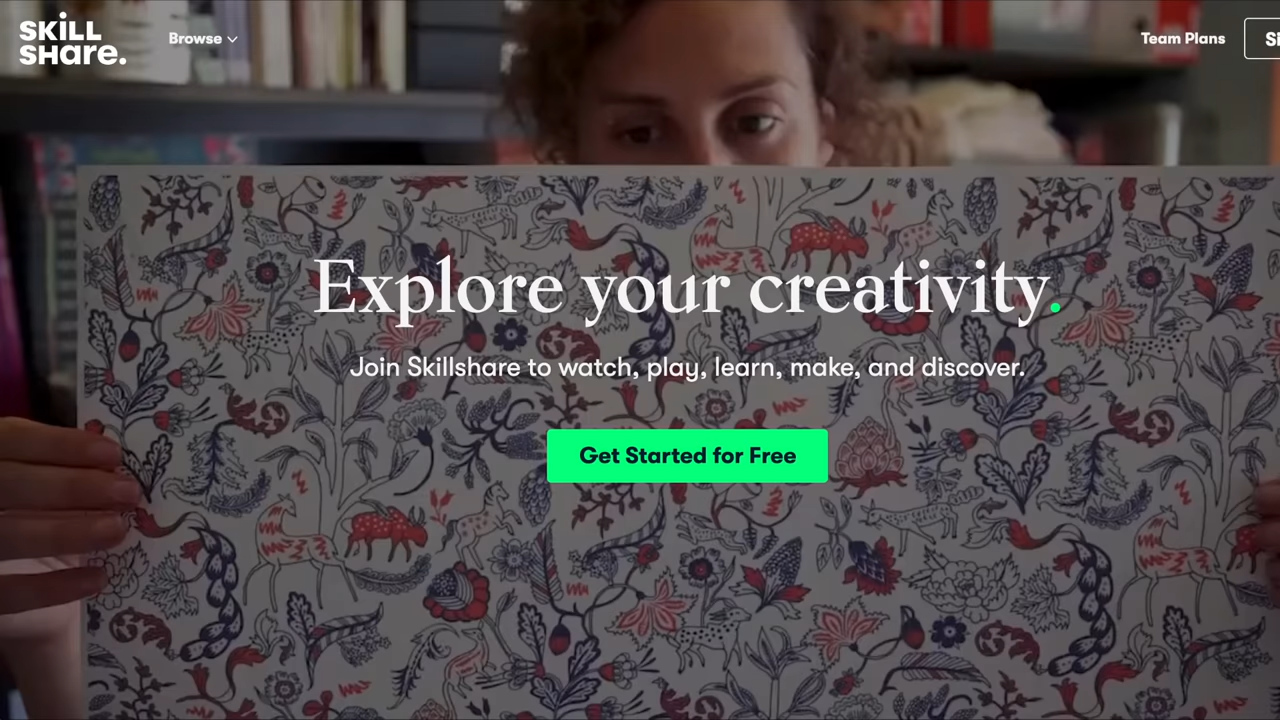 SKiLL
SHare.
Browse
Team Plans
Explore your creativity.
Join Skillshare to watch, play, learn, make, and discover.
Get Started for Free